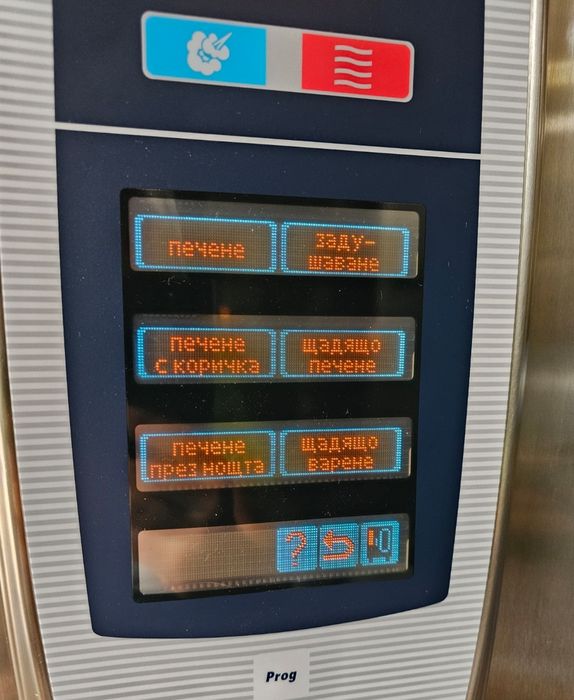 печене
заду-
шаване
печене
с коричка
щадящо
печене
печене
през нощта
щадящо
варене
?
Prog